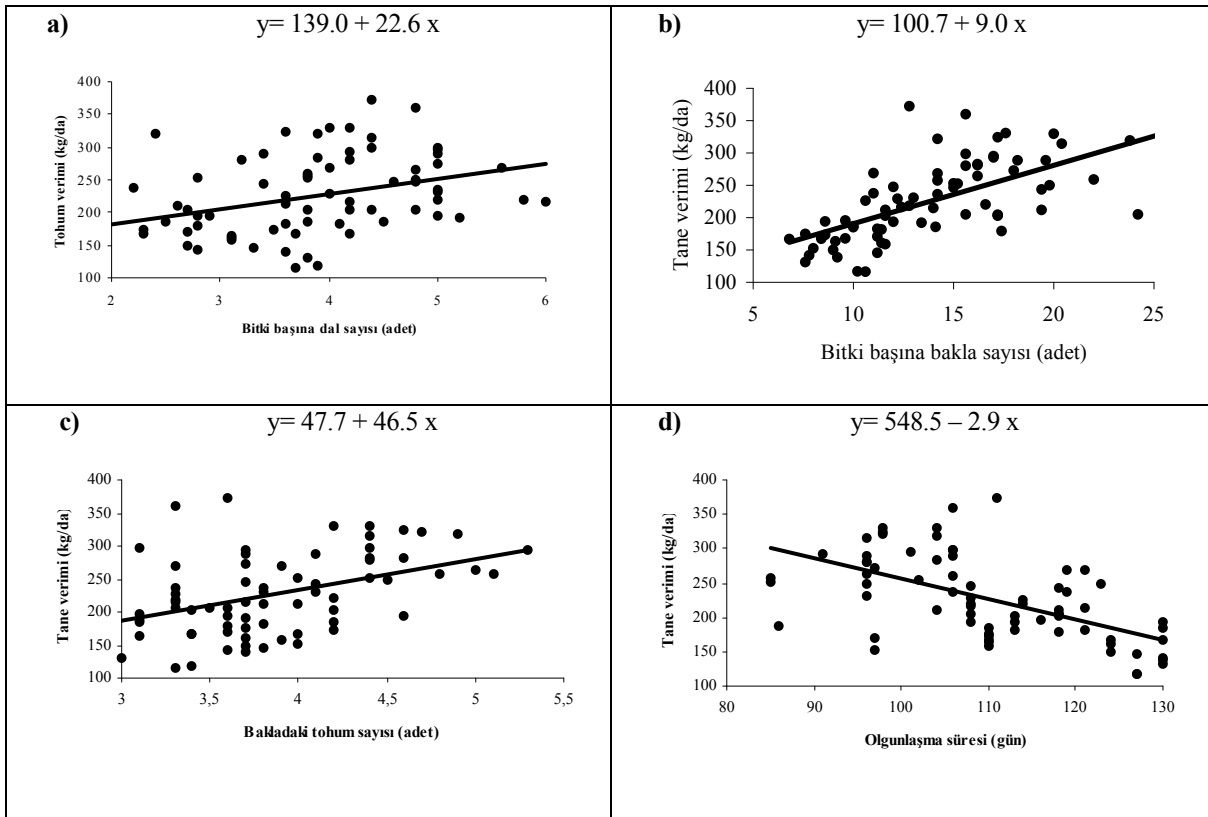 a) y= 139.0 + 22.6 x
Tohum verimi (kg/da)
400
350
300
250
200
150
100
2 3 4 5 6
Bitki başına dal sayısı (adet)
b) y= 100.7 + 9.0 x
Tane verimi (kg/da)
400
350
300
250
200
150
100
5 10 15 20 25
Bitki başına bakla sayısı (adet)
c) y= 47.7 + 46.5 x
Tane verimi (kg/da)
400
350
300
250
200
150
100
3 3,5 4 4,5 5 5,5
Bakladaki tohum sayısı (adet)
d) y= 548.5 – 2.9 x
Tane verimi (kg/da)
400
350
300
250
200
150
100
80 90 100 110 120 130
Olgunlaşma süresi (gün)